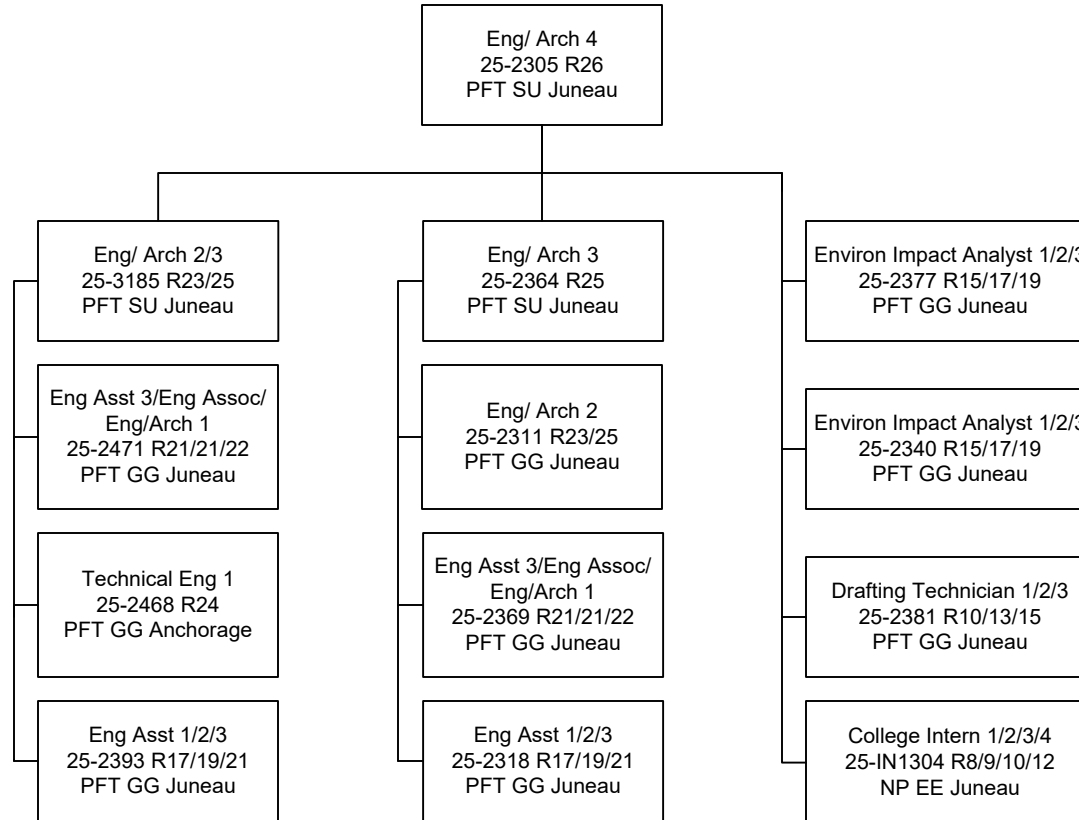 Eng/ Arch 4
25-2305 R26
PFT SU Juneau
Eng/ Arch 2/3
25-3185 R23/25
PFT SU Juneau
Eng Asst 3/Eng Assoc/
Eng/Arch 1
25-2471 R21/21/22
PFT GG Juneau
Technical Eng 1
25-2468 R24
PFT GG Anchorage
Eng Asst 1/2/3
25-2393 R17/19/21
PFT GG Juneau
Eng/ Arch 3
25-2364 R25
PFT SU Juneau
Eng/ Arch 2
25-2311 R23/25
PFT GG Juneau
Eng Asst 3/Eng Assoc/
Eng/Arch 1
25-2369 R21/21/22
PFT GG Juneau
Eng Asst 1/2/3
25-2318 R17/19/21
PFT GG Juneau
Environ Impact Analyst 1/2/3
25-2377 R15/17/19
PFT GG Juneau
Environ Impact Analyst 1/2/3
25-2340 R15/17/19
PFT GG Juneau
Drafting Technician 1/2/3
25-2381 R10/13/15
PFT GG Juneau
College Intern 1/2/3/4
25-IN1304 R8/9/10/12
NP EE Juneau